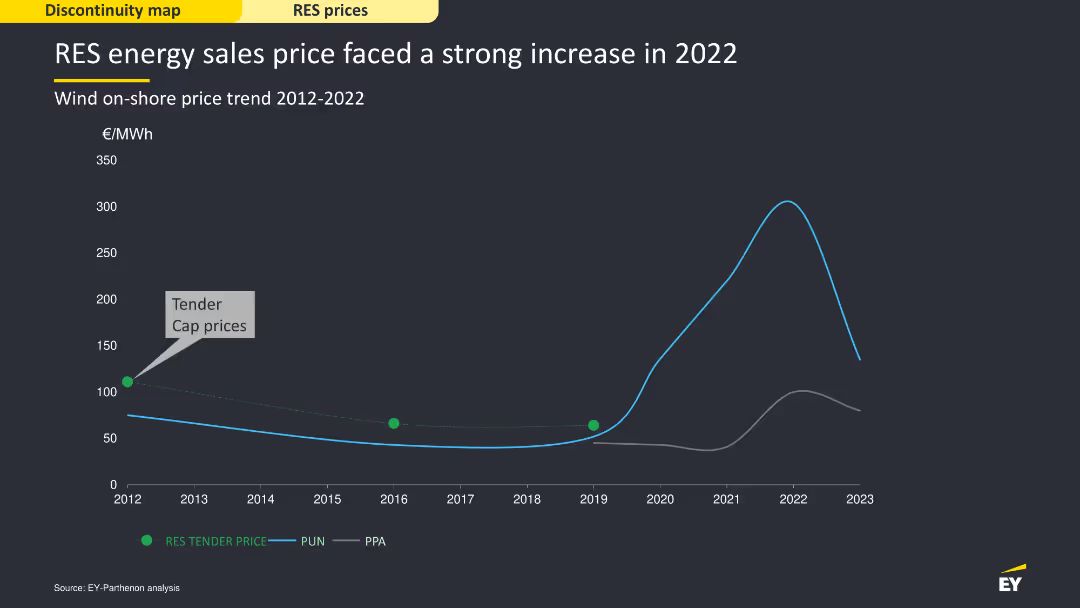 Discontinuity map
RES prices
RES energy sales price faced a strong increase in 2022
Wind on-shore price trend 2012-2022
€/MWh
350
300
250
200
150
100
50
0
Tender
Cap prices
2012 2013 2014 2015 2016 2017 2018 2019 2020 2021 2022 2023
RES TENDER PRICE PUN PPA
Source: EY-Parthenon analysis
EY